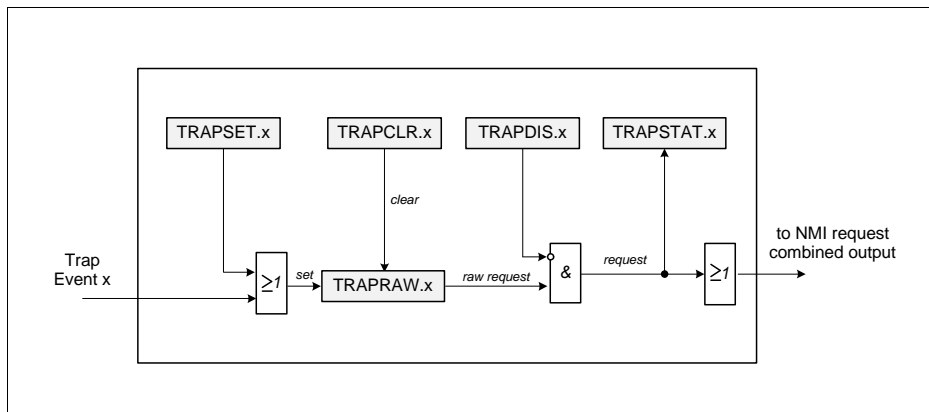 TRAPSET.x
TRAPCLR.x
TRAPDIS.x
TRAPSTAT.x
clear
to NMI request
combined output
Trap
Event x
≥1
set
TRAPRAW.x
raw request
&
request
≥1